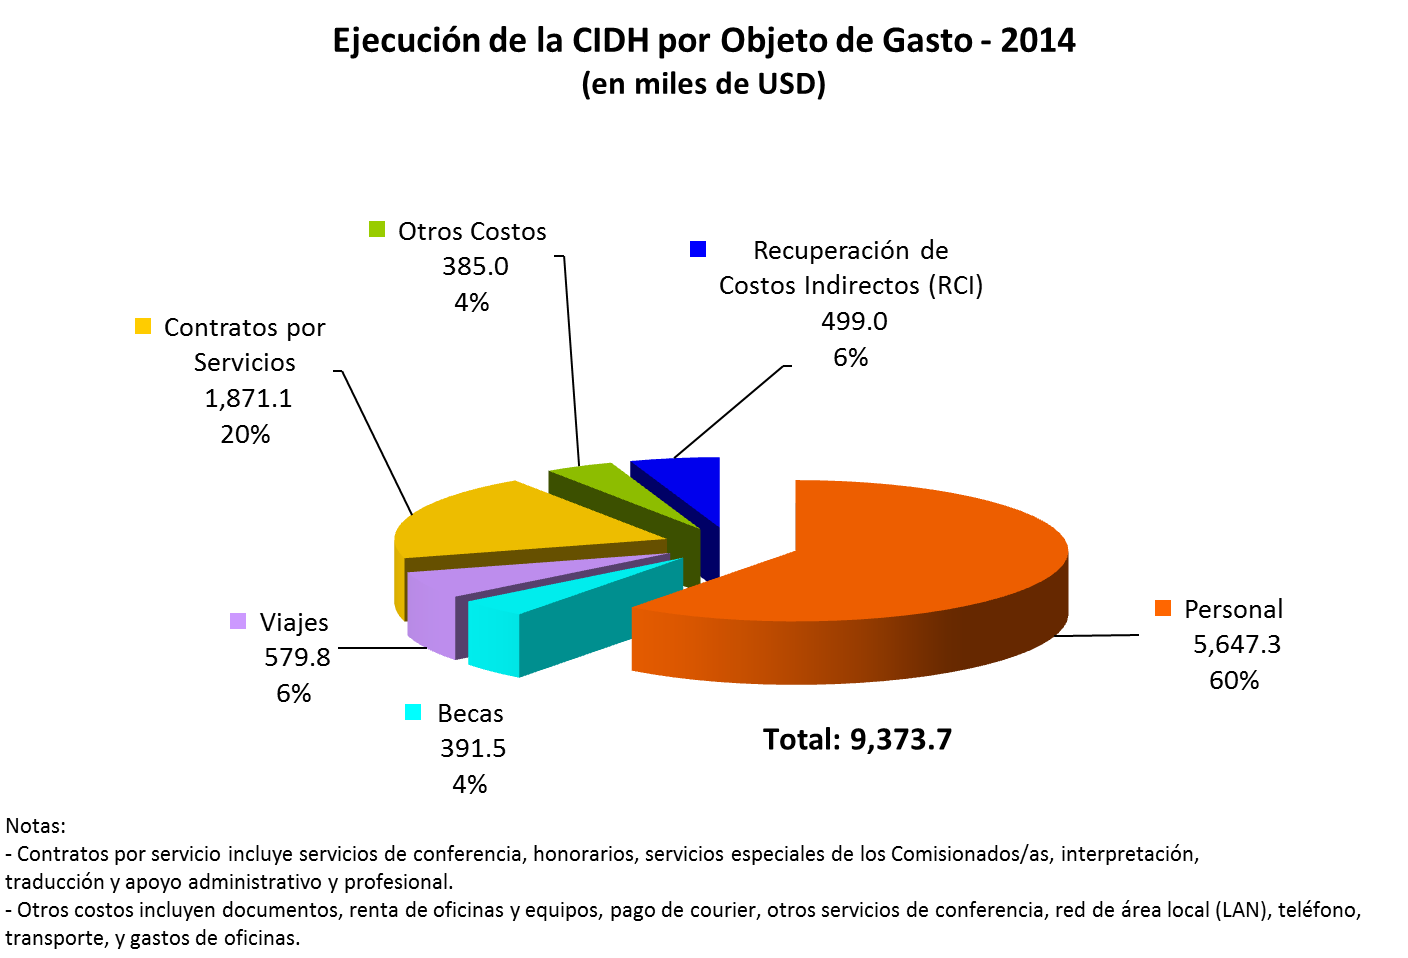 Ejecución de la CIDH por Objeto de Gasto - 2014
(en miles de USD)
Otros Costos
385.0
4%
Recuperación de
Costos Indirectos (RCI)
499.0
6%
Contratos por
Servicios
1,871.1
20%
Viajes
579.8
6%
Becas
391.5
4%
Personal
5,647.3
60%
Total: 9,373.7
Notas:
- Contratos por servicio incluye servicios de conferencia, honorarios, servicios especiales de los Comisionados/as, interpretación,
traducción y apoyo administrativo y profesional.
- Otros costos incluyen documentos, renta de oficinas y equipos, pago de courier, otros servicios de conferencia, red de área local (LAN), teléfono,
transporte, y gastos de oficinas.